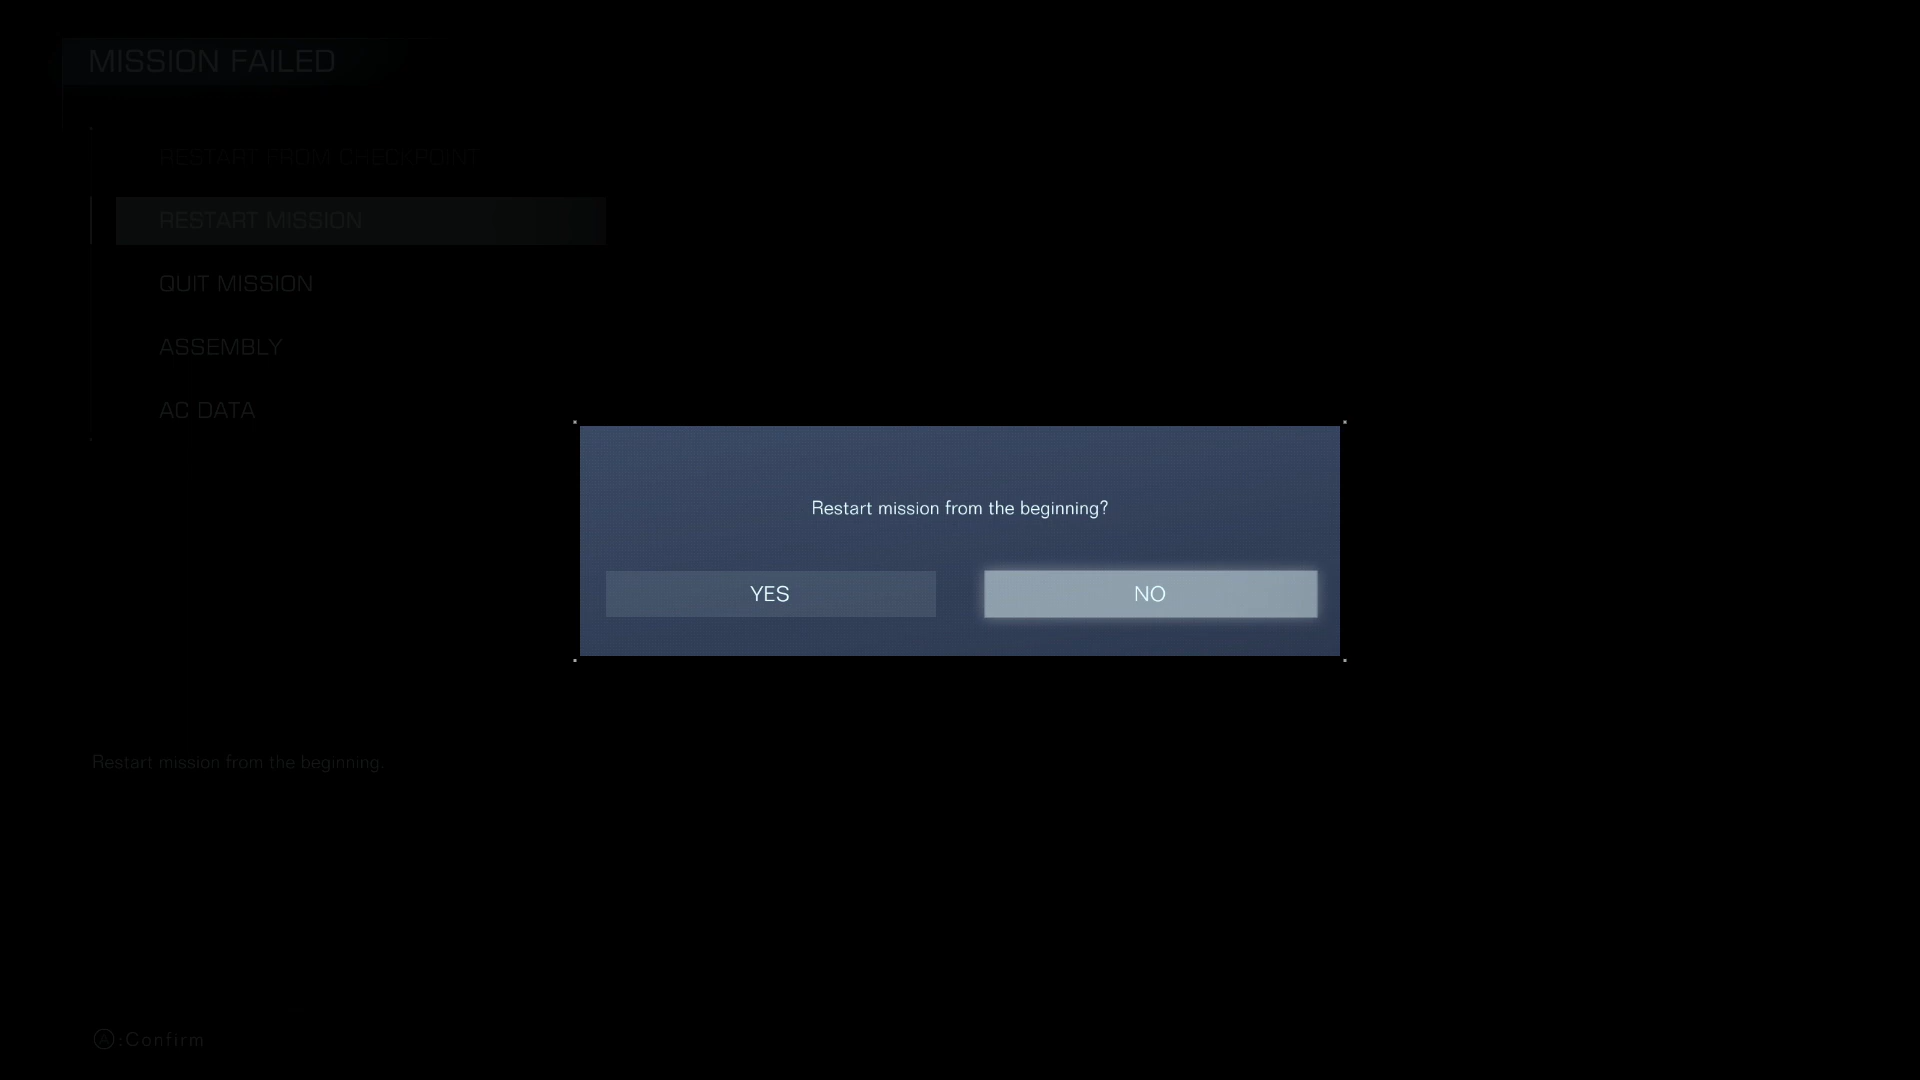 MISSION FAILED
RESTART FROM CHECKPOINT
RESTART MISSION
QUIT MISSION
ASSEMBLY
AC DATA
Restart mission from the beginning?
YES
NO
Restart mission from the beginning.
A:Confirm